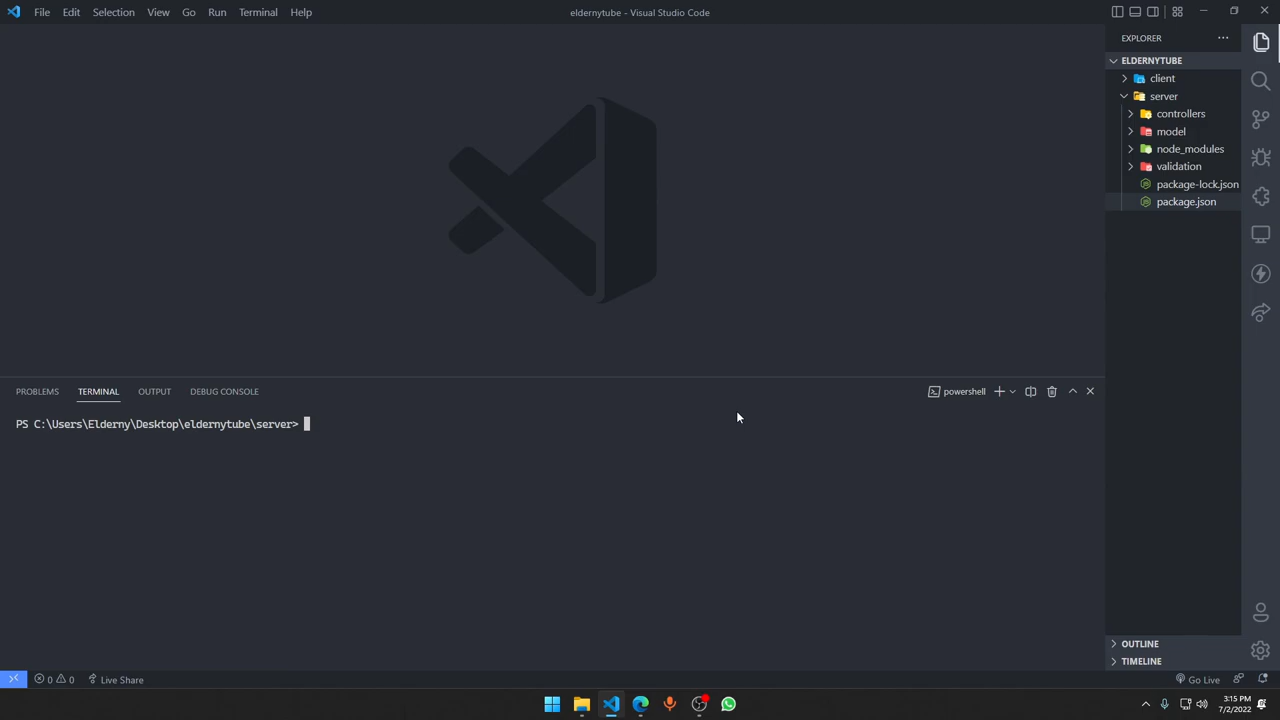 File Edit Selection View Go Run Terminal Help
eldernytube - Visual Studio Code
EXPLORER
ELDERNYTUBE
client
server
controllers
model
node_modules
validation
package-lock.json
package.json
PROBLEMS TERMINAL OUTPUT DEBUG CONSOLE
powershell
PS C:\Users\Elderny\Desktop\eldernytube\server>
OUTLINE
TIMELINE
0 0 Live Share
Go Live
3:15 PM
7/2/2022